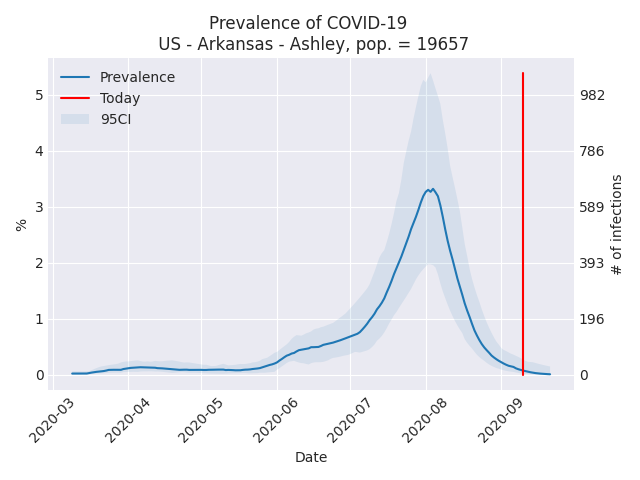 Prevalence of COVID-19
US - Arkansas - Ashley, pop. = 19657
Prevalence
Today
95CI
5
4
3
2
1
0
%
982
786
589
393
196
0
# of infections
2020-03
2020-04
2020-05
2020-06
2020-07
2020-08
2020-09
Date